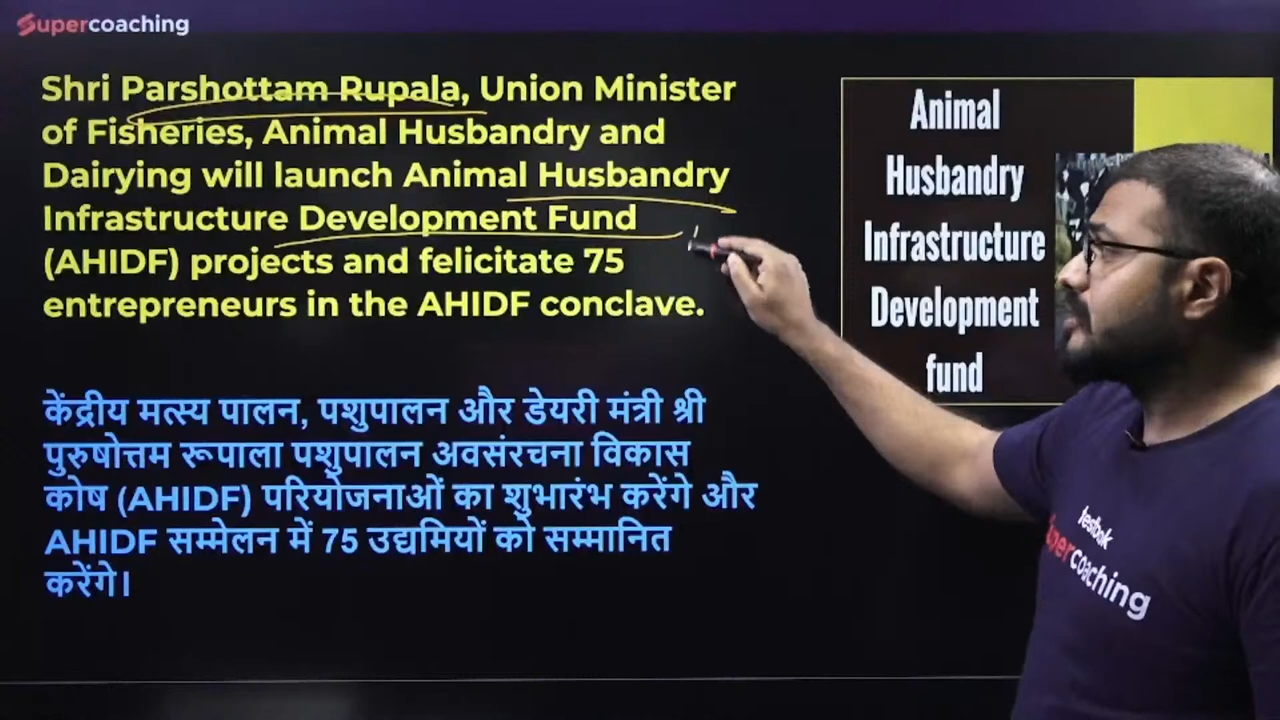 Supercoaching
Shri Parshottam Rupala, Union Minister
of Fisheries, Animal Husbandry and
Dairying will launch Animal Husbandry
Infrastructure Development Fund
(AHIDF) projects and felicitate 75
entrepreneurs in the AHIDF conclave.
केंद्रीय मत्स्य पालन, पशुपालन और डेयरी मंत्री श्री
पुरुषोत्तम रूपाला पशुपालन अवसंरचना विकास
कोष (AHIDF) परियोजनाओं का शुभारंभ करेंगे और
AHIDF सम्मेलन में 75 उद्यमियों को सम्मानित
करेंगे।
Animal
Husbandry
Infrastructure
Development
fund
testbook
Supercoaching